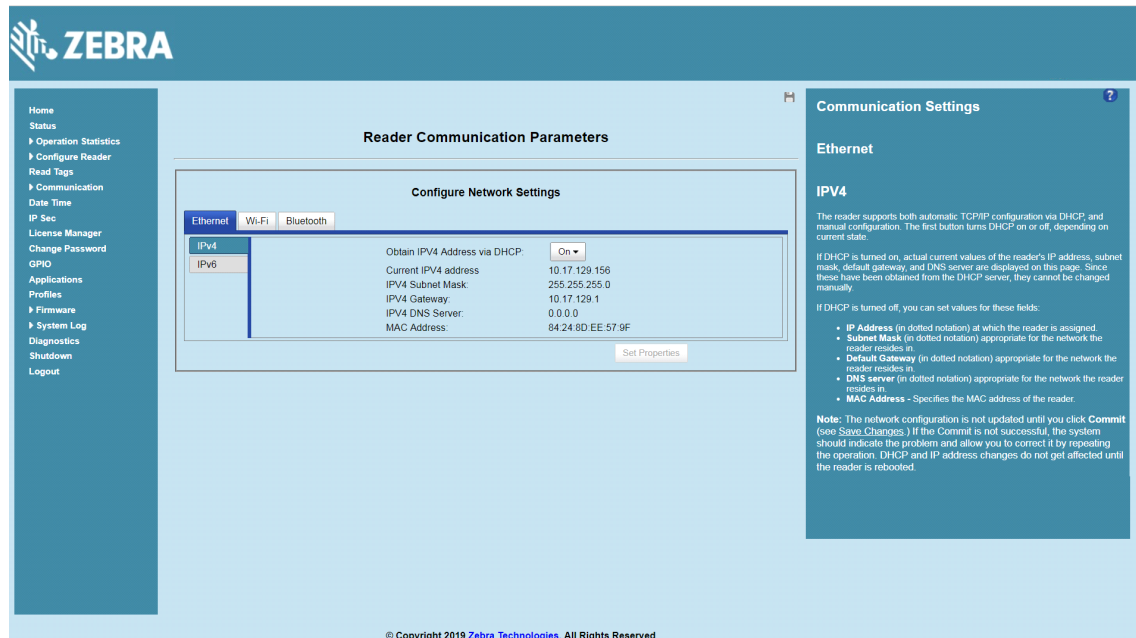 ZEBRA
Home
Status
Operation Statistics
Configure Reader
Read Tags
Communication
Date Time
IP Sec
License Manager
Change Password
GPIO
Applications
Profiles
Firmware
System Log
Diagnostics
Shutdown
Logout
Reader Communication Parameters
Configure Network Settings
Ethernet Wi-Fi Bluetooth
IPv4
IPv6
Obtain IPV4 Address via DHCP: On
Current IPV4 address 10.17.129.156
IPV4 Subnet Mask: 255.255.255.0
IPV4 Gateway: 10.17.129.1
IPV4 DNS Server: 0.0.0.0
MAC Address: 84:24:8D:EE:57:9F
Set Properties
?
Communication Settings
Ethernet
IPV4
The reader supports both automatic TCP/IP configuration via DHCP, and
manual configuration. The first button turns DHCP on or off, depending on
current state.
If DHCP is turned on, actual current values of the reader's IP address, subnet
mask, default gateway, and DNS server are displayed on this page. Since
these have been obtained from the DHCP server, they cannot be changed
manually.
If DHCP is turned off, you can set values for these fields:
• IP Address (in dotted notation) at which the reader is assigned.
• Subnet Mask (in dotted notation) appropriate for the network the
reader resides in.
• Default Gateway (in dotted notation) appropriate for the network the
reader resides in.
• DNS server (in dotted notation) appropriate for the network the reader
resides in.
• MAC Address - Specifies the MAC address of the reader.
Note: The network configuration is not updated until you click Commit
(see Save Changes.) If the Commit is not successful, the system
should indicate the problem and allow you to correct it by repeating
the operation. DHCP and IP address changes do not get affected until
the reader is rebooted.
© Copyright 2019 Zebra Technologies. All Rights Reserved